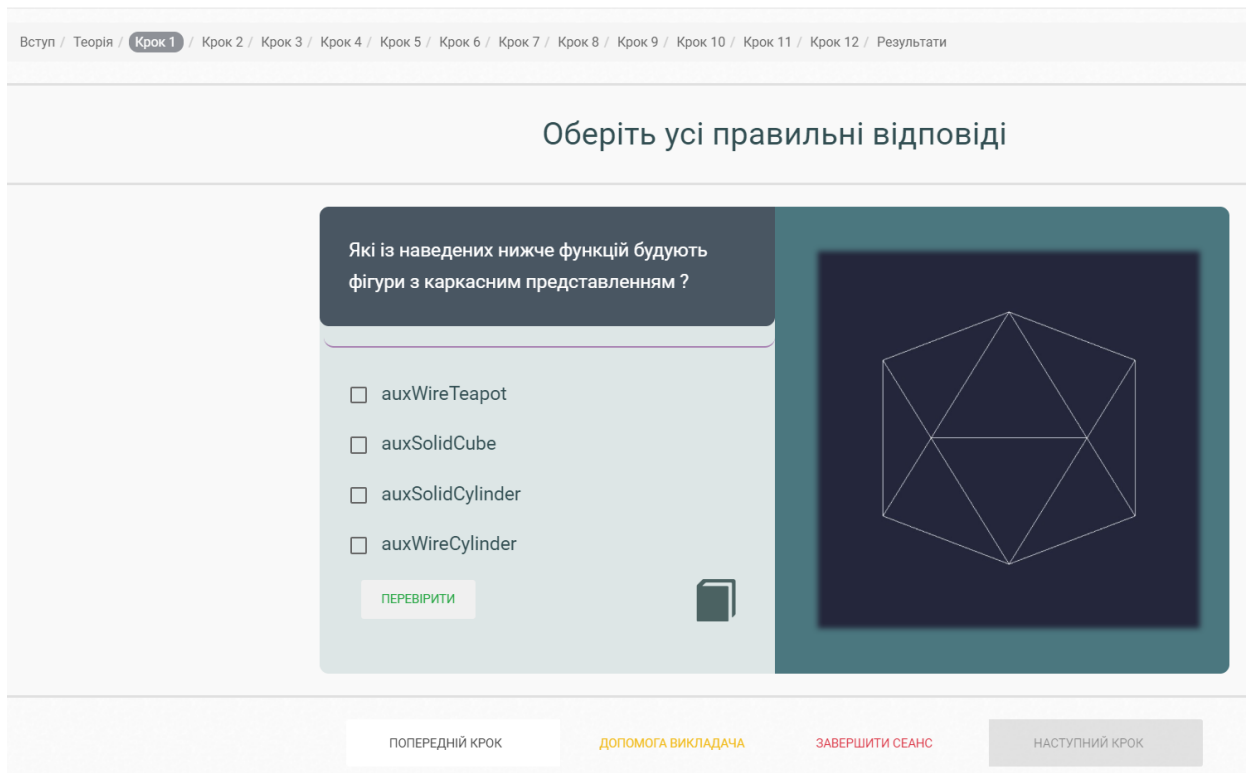 Вступ / Теорія / Крок 1 / Крок 2 / Крок 3 / Крок 4 / Крок 5 / Крок 6 / Крок 7 / Крок 8 / Крок 9 / Крок 10 / Крок 11 / Крок 12 / Результати
Оберіть усі правильні відповіді
Які із наведених нижче функцій будують
фігури з каркасним представленням ?
auxWireTeapot
auxSolidCube
auxSolidCylinder
auxWireCylinder
ПЕРЕВІРИТИ
ПОПЕРЕДНІЙ КРОК ДОПОМОГА ВИКЛАДАЧА ЗАВЕРШИТИ СЕАНС НАСТУПНИЙ КРОК